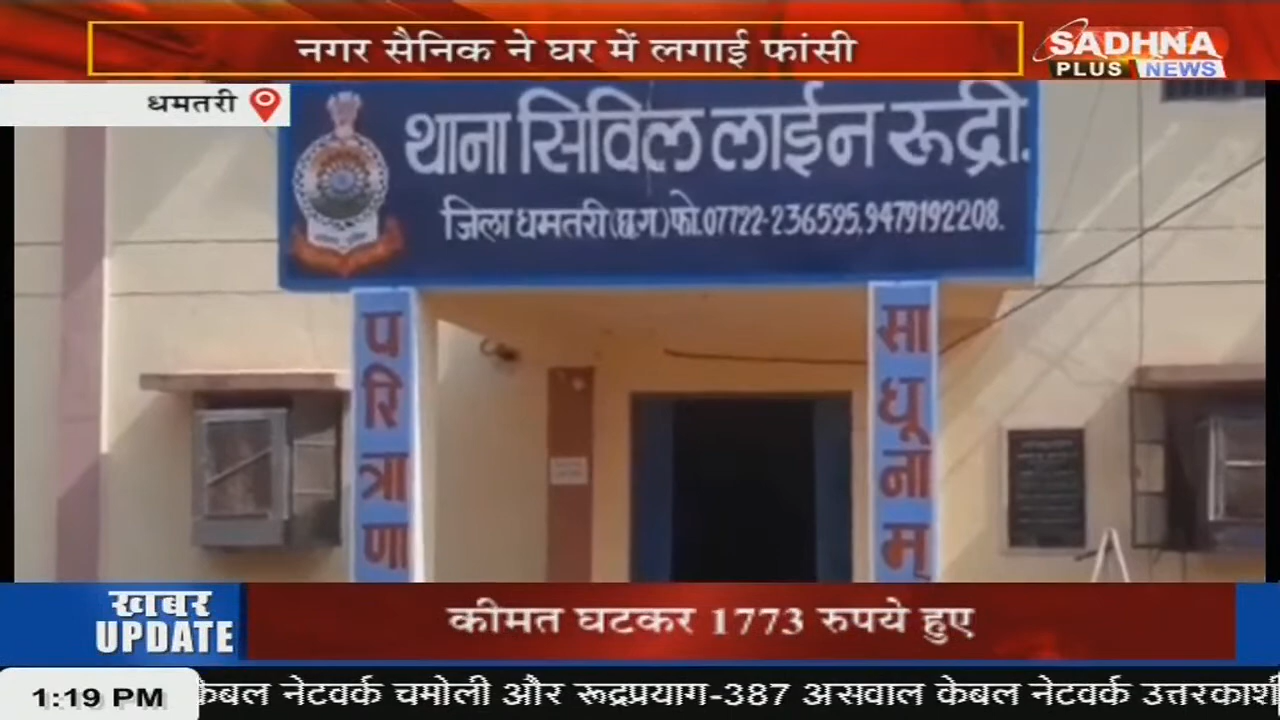 नगर सैनिक ने घर में लगाई फांसी
SADHNA
PLUS NEWS
धमतरी
थाना सिविल लाईन रूद्री.
जिला धमतरी(छ.ग)फो.07722-236595,9479192208.
परित्राणा
साधूनाम्
खबर
UPDATE
कीमत घटकर 1773 रुपये हुए
1:19 PM
केबल नेटवर्क चमोली और रूद्रप्रयाग-387 असवाल केबल नेटवर्क उत्तरकाशी